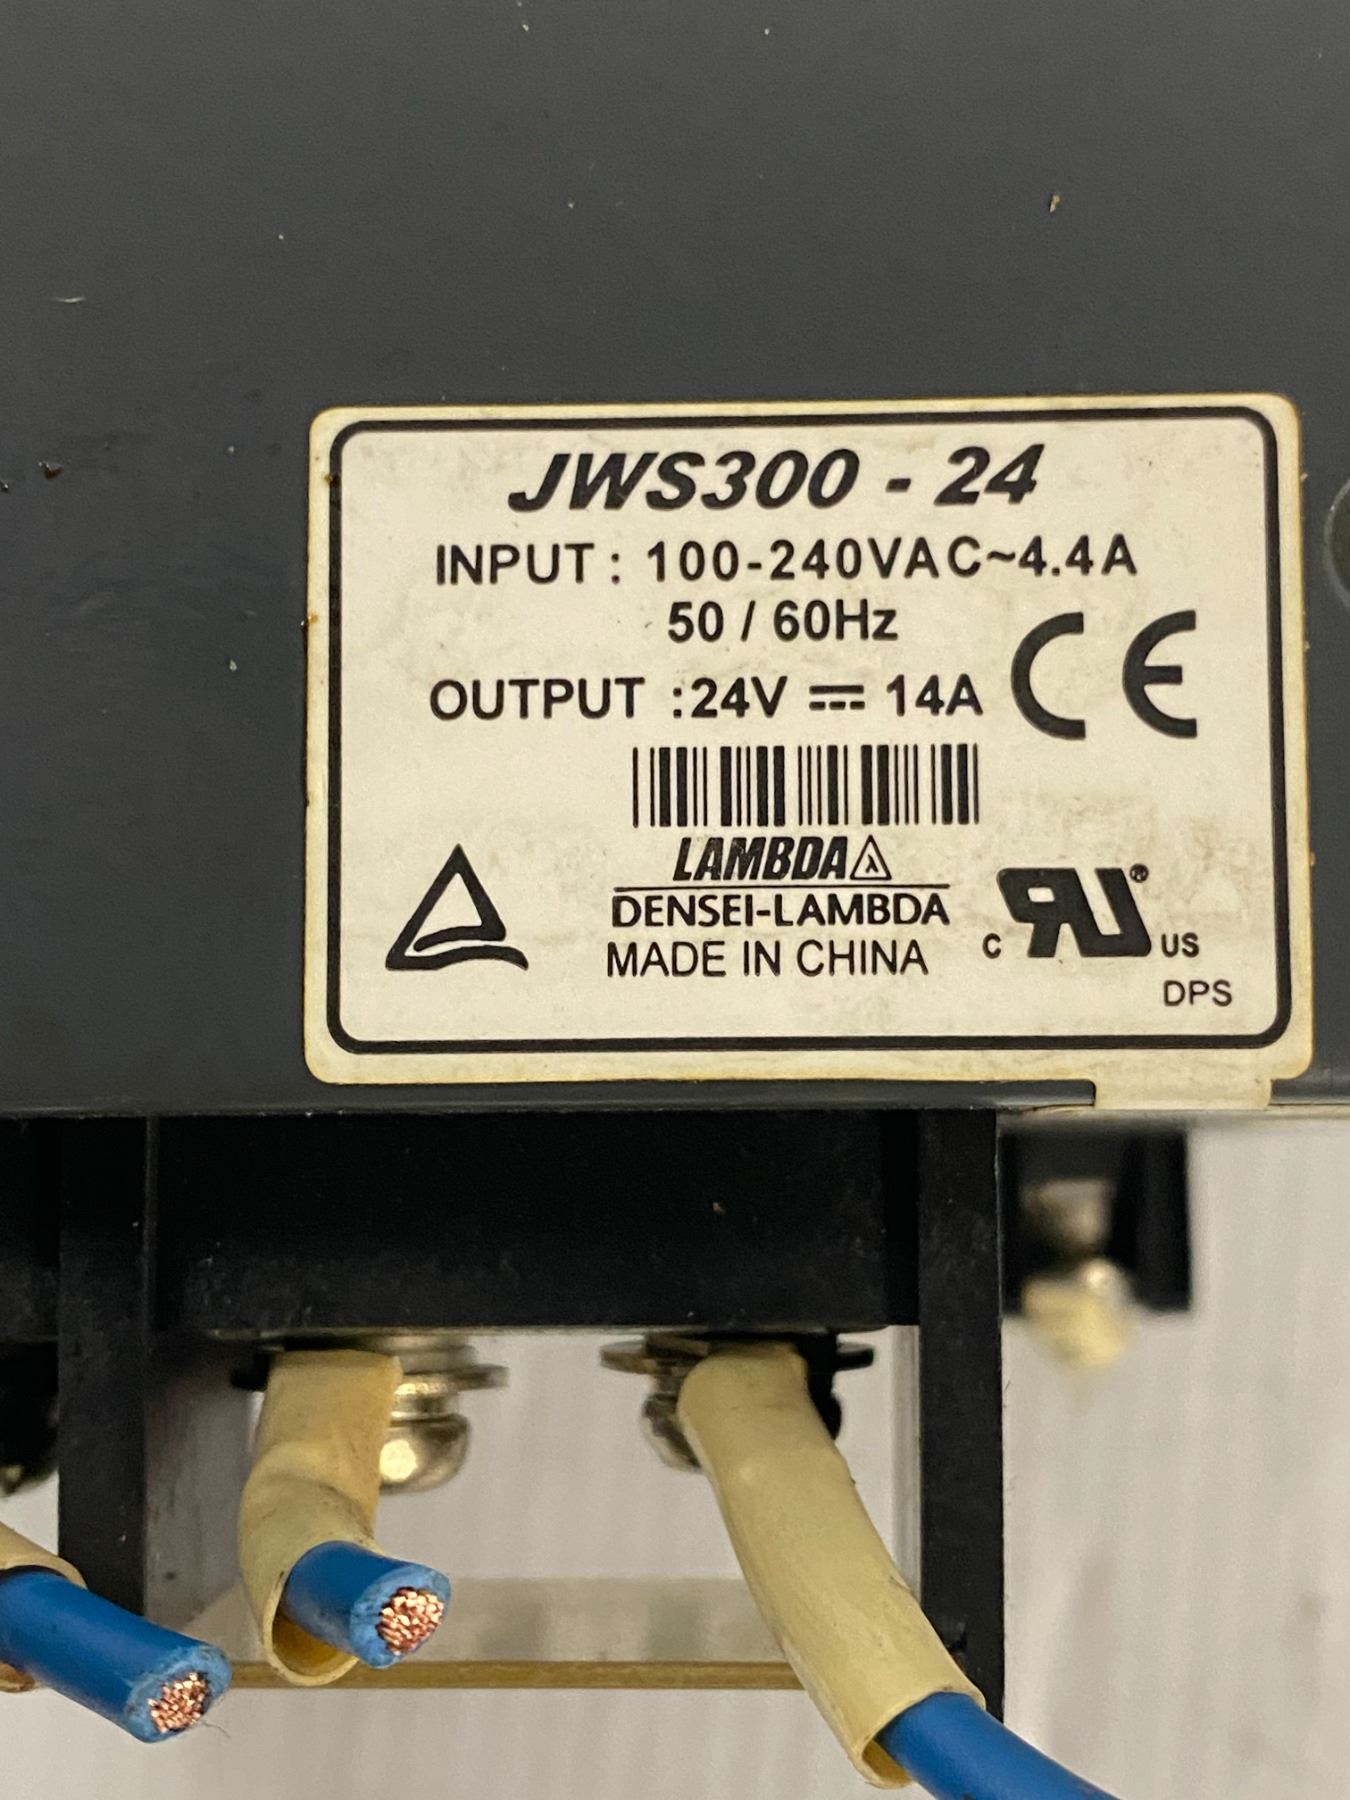 JWS300 - 24
INPUT : 100-240VAC~4.4A
50 / 60Hz
OUTPUT :24V ⎓ 14A
CE
LAMBDA λ
DENSEI-LAMBDA
MADE IN CHINA
C RU ® US
DPS